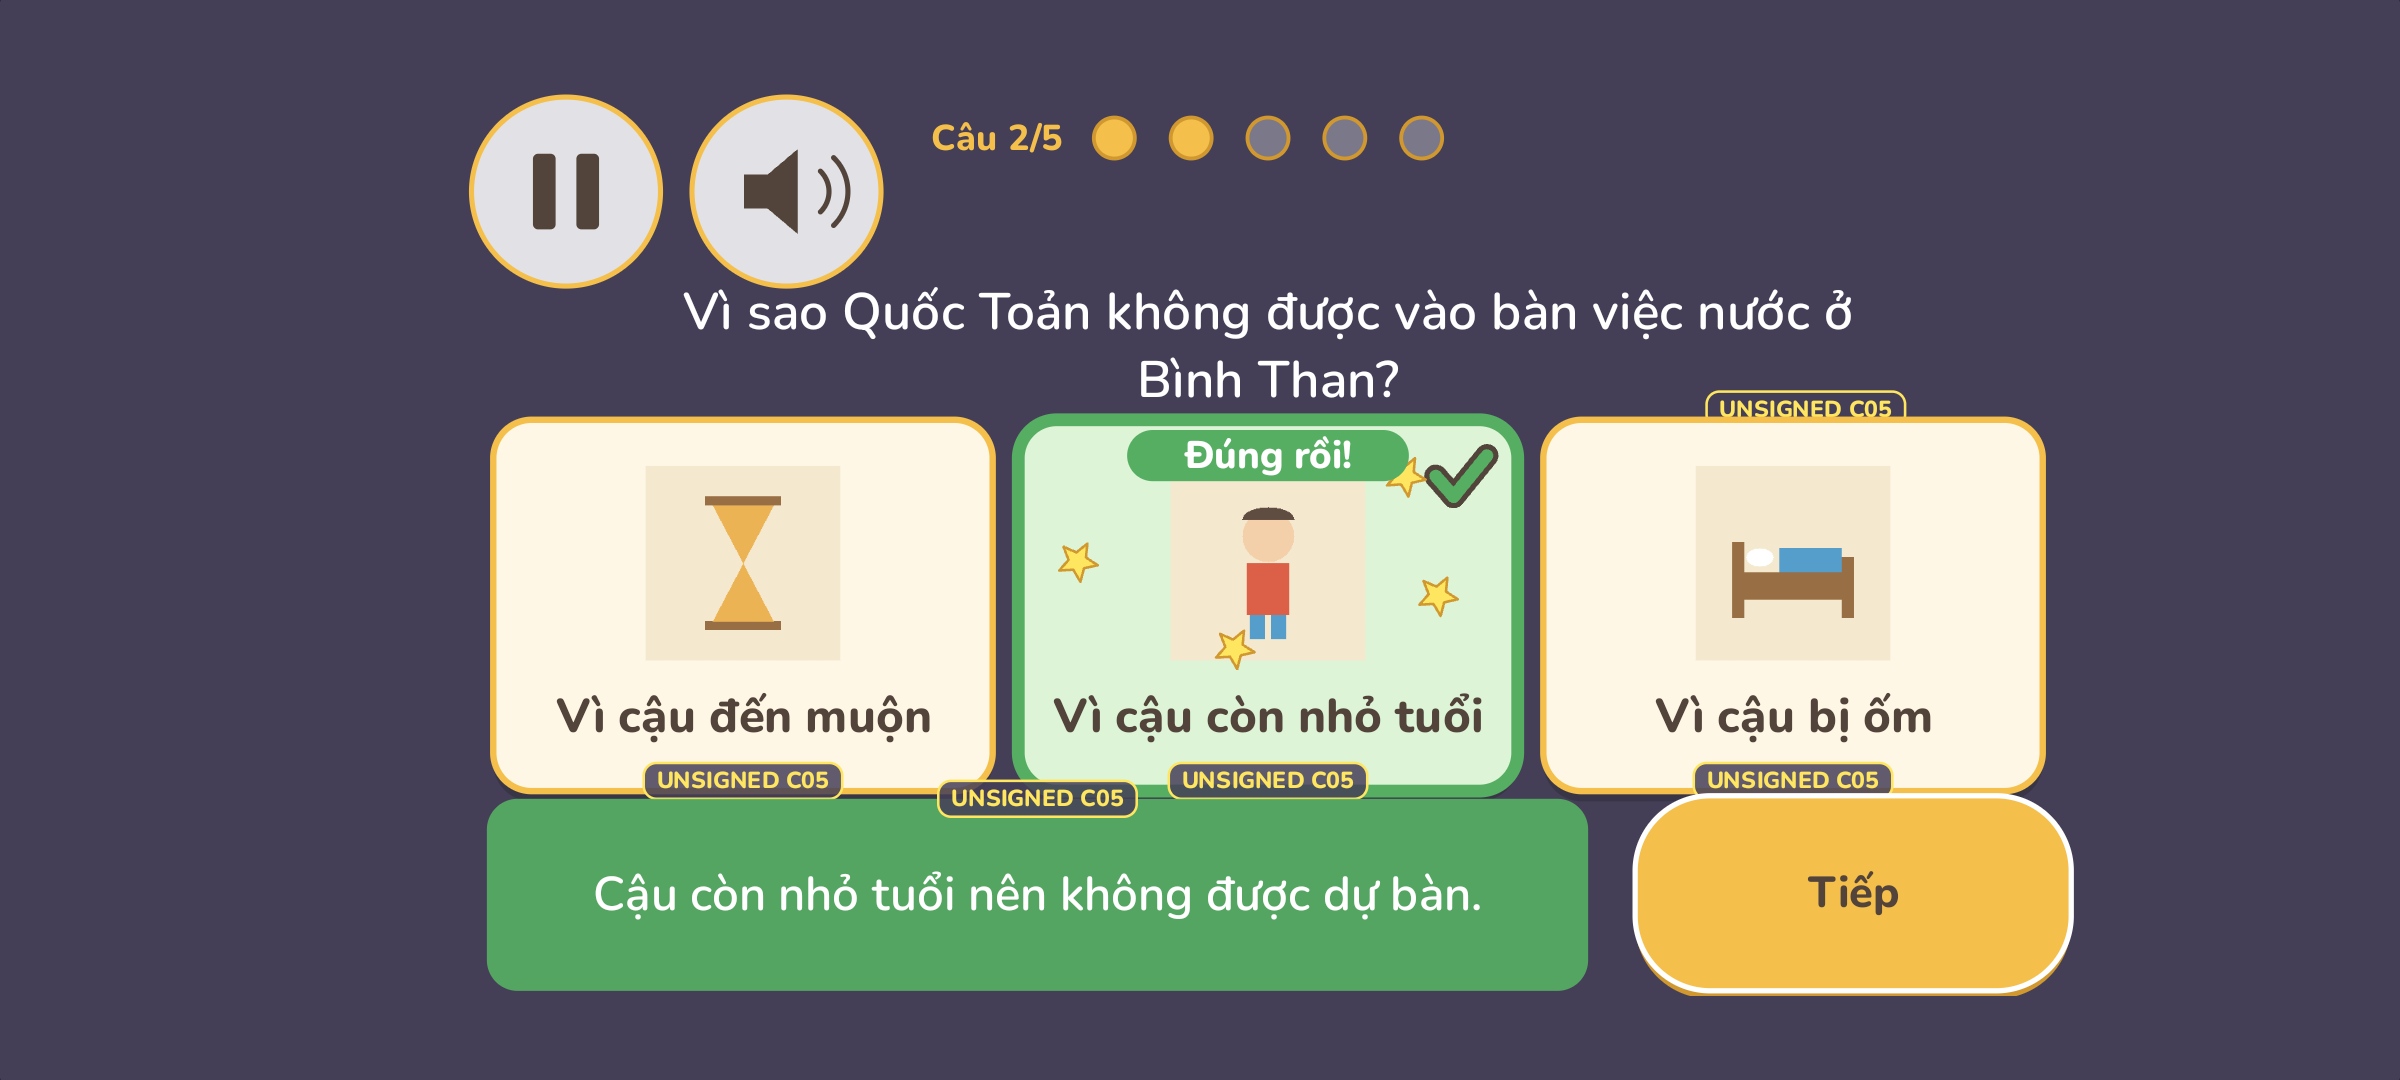 Câu 2/5
Vì sao Quốc Toản không được vào bàn việc nước ở
Bình Than?
UNSIGNED C05
Đúng rồi!
Vì cậu đến muộn
Vì cậu còn nhỏ tuổi
Vì cậu bị ốm
UNSIGNED C05
UNSIGNED C05
UNSIGNED C05
UNSIGNED C05
Cậu còn nhỏ tuổi nên không được dự bàn.
Tiếp